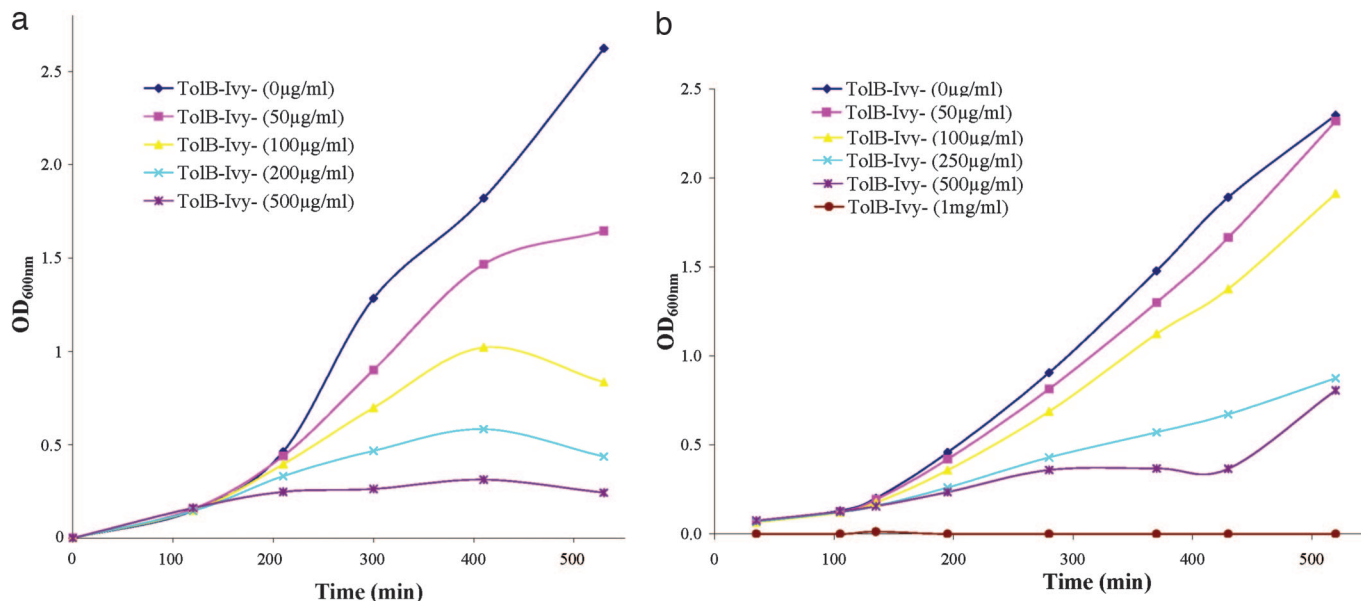 a
2.5
2.0
1.5
1
0.5
0
OD600nm
TolB-Ivy- (0µg/ml)
TolB-Ivy- (50µg/ml)
TolB-Ivy- (100µg/ml)
TolB-Ivy- (200µg/ml)
TolB-Ivy- (500µg/ml)
0 100 200 300 400 500
Time (min)
b
2.5
2.0
1.5
1.0
0.5
0.0
OD600nm
TolB-Ivy- (0µg/ml)
TolB-Ivy- (50µg/ml)
TolB-Ivy- (100µg/ml)
TolB-Ivy- (250µg/ml)
TolB-Ivy- (500µg/ml)
TolB-Ivy- (1mg/ml)
0 100 200 300 400 500
Time (min)